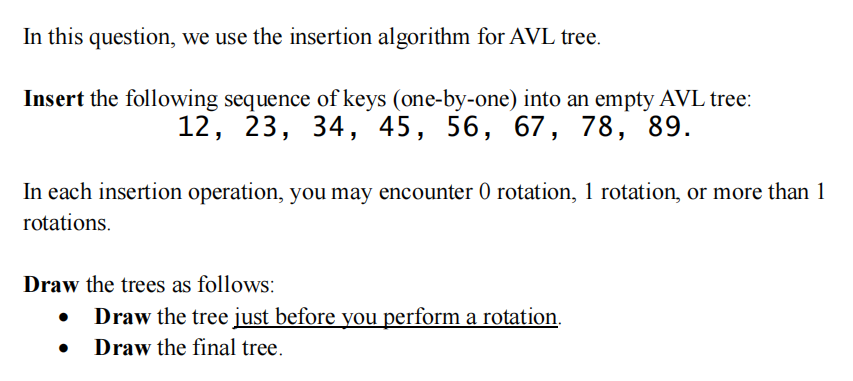 In this question, we use the insertion algorithm for AVL tree.
Insert the following sequence of keys (one-by-one) into an empty AVL tree:
12, 23, 34, 45, 56, 67, 78, 89.
In each insertion operation, you may encounter 0 rotation, 1 rotation, or more than 1
rotations.
Draw the trees as follows:
• Draw the tree just before you perform a rotation.
• Draw the final tree.